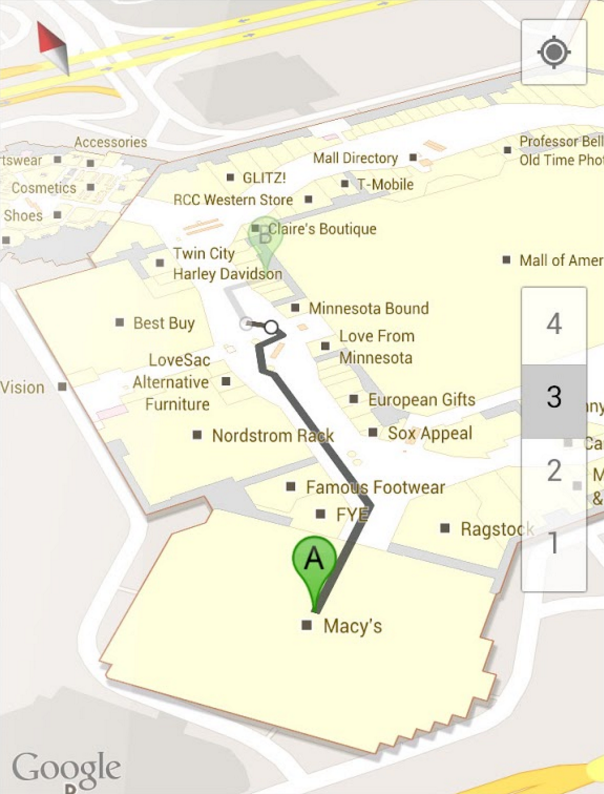 Accessories
rtswear
Cosmetics
Shoes
GLITZ!
Mall Directory
Professor Bell
Old Time Phot
T-Mobile
RCC Western Store
Claire's Boutique
B
Twin City
Harley Davidson
Mall of Amer
Minnesota Bound
Best Buy
Love From
Minnesota
4
3
2
1
Vision
LoveSac
Alternative
Furniture
European Gifts
Nordstrom Rack
Sox Appeal
nny
Ca
M
&
Famous Footwear
FYE
Ragstock
A
Macy's
Google